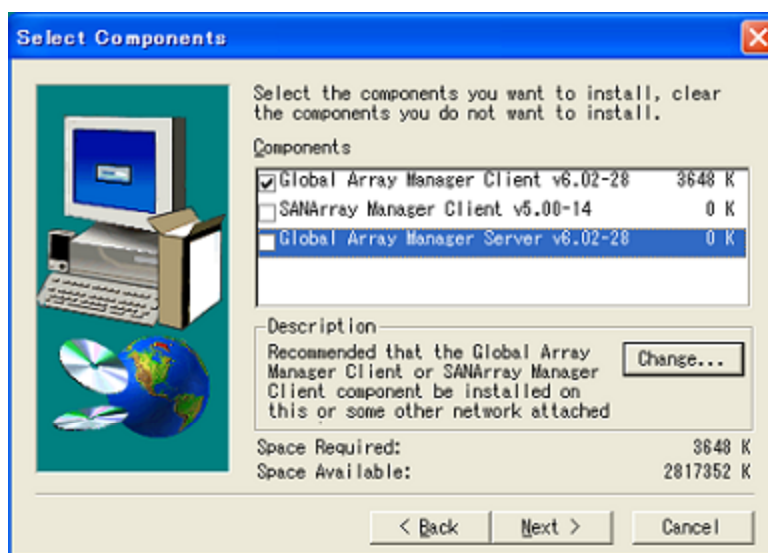 Select Components
Select the components you want to install, clear
the components you do not want to install.
Components
Global Array Manager Client v6.02-28 3648 K
SANArray Manager Client v5.00-14 0 K
Global Array Manager Server v6.02-28 0 K
Description
Recommended that the Global Array
Manager Client or SANArray Manager
Client component be installed on
this or some other network attached
Change...
Space Required: 3648 K
Space Available: 2817352 K
< Back
Next >
Cancel